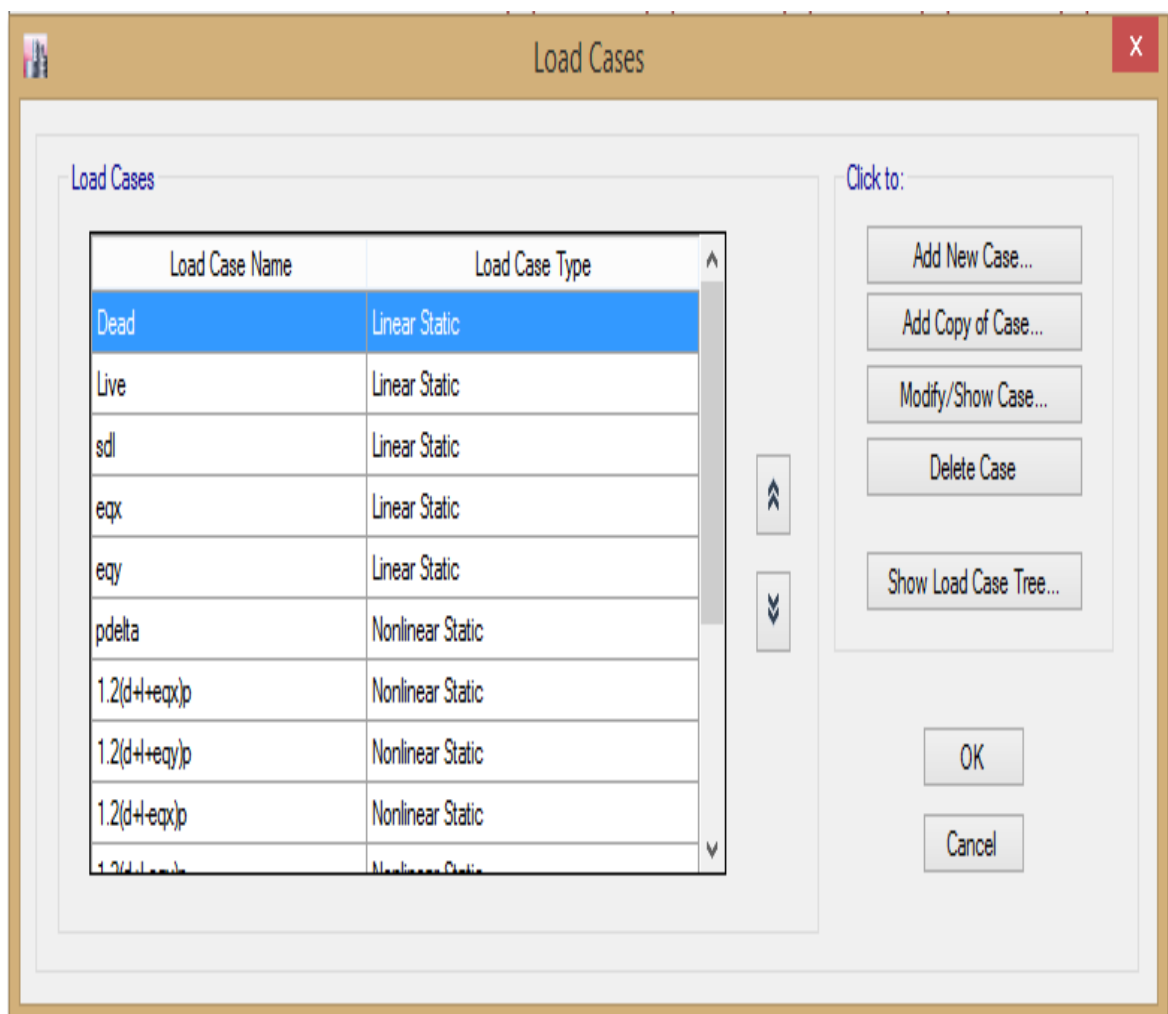 Load Cases
X
Load Cases
Load Case Name Load Case Type
Dead Linear Static
Live Linear Static
sdl Linear Static
eqx Linear Static
eqy Linear Static
pdelta Nonlinear Static
1.2(d+l+eqx)p Nonlinear Static
1.2(d+l+eqy)p Nonlinear Static
1.2(d+l-eqx)p Nonlinear Static
Click to:
Add New Case...
Add Copy of Case...
Modify/Show Case...
Delete Case
Show Load Case Tree...
OK
Cancel